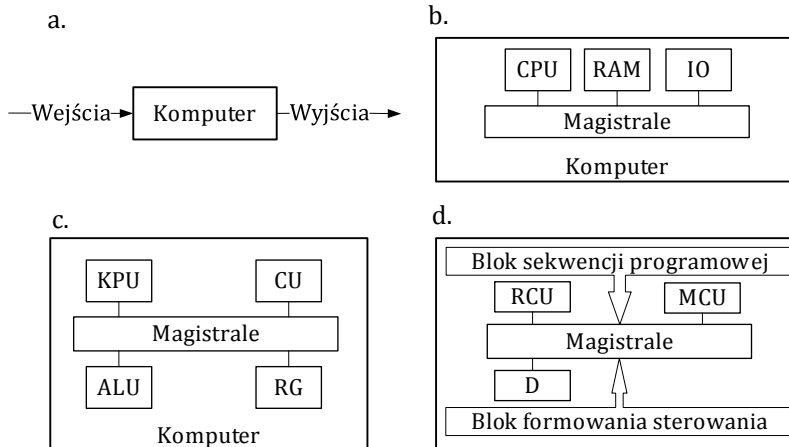 a.
Wejścia
Komputer
Wyjścia
b.
CPU RAM IO
Magistrale
Komputer
c.
KPU CU
Magistrale
ALU RG
Komputer
d.
Blok sekwencji programowej
RCU MCU
Magistrale
D
Blok formowania sterowania